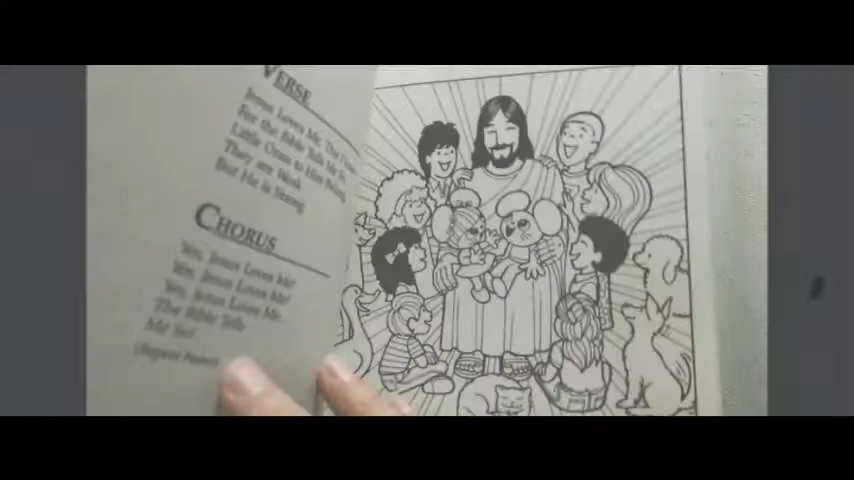 VERSE
Jesus Loves Me, This I
For the Bible Tells Me So
Little Ones to Him Belong
They are Weak
But He is Strong
CHORUS
Yes, Jesus Loves Me!
Yes, Jesus Loves Me!
Yes, Jesus Loves Me,
The Bible Tells
Me So!